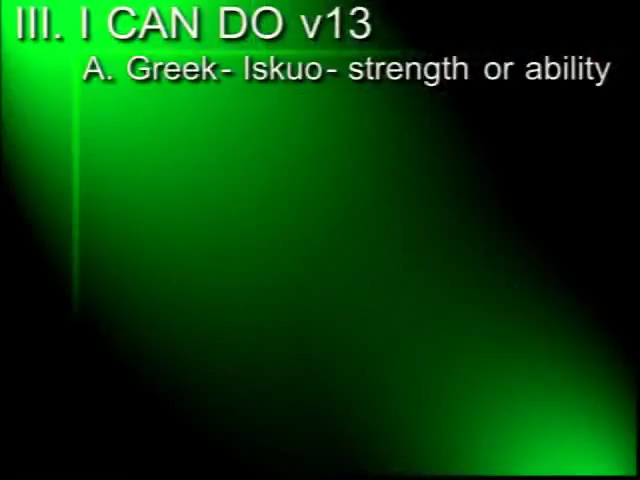 III. I CAN DO v13
A. Greek- Iskuo- strength or ability